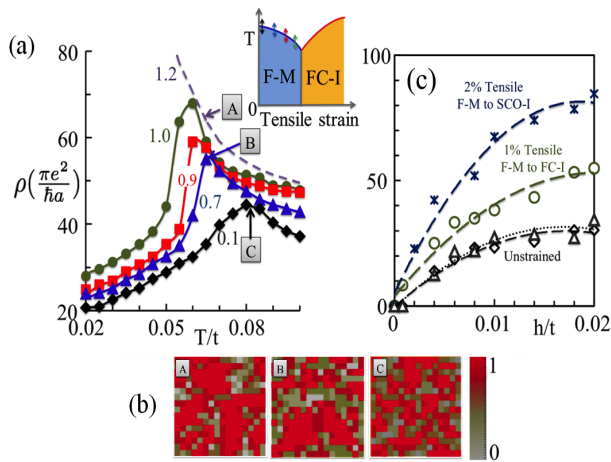 (a)
80
60
40
20
ρ(πe²/ħa)
0.02
0.05
0.08
T/t
1.2
1.0
0.9
0.7
0.1
A
B
C
T
0
F-M
FC-I
Tensile strain
(c)
100
50
0
0
0.01
0.02
h/t
2% Tensile
F-M to SCO-I
1% Tensile
F-M to FC-I
Unstrained
(b)
A
B
C
1
0